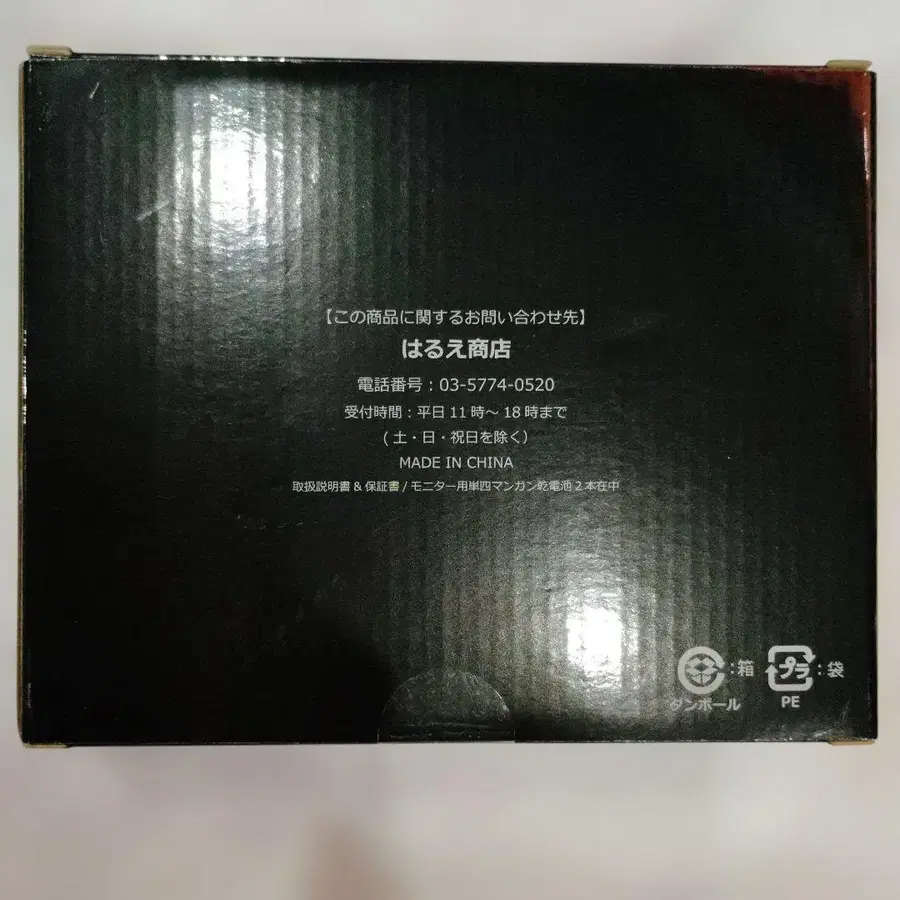 【この商品に関するお問い合わせ先】
はるえ商店
電話番号：03-5774-0520
受付時間：平日 11 時～ 18 時まで
( 土・日・祝日を除く)
MADE IN CHINA
取扱説明書 & 保証書 / モニター用単四マンガン乾電池 2 本在中
:箱
ダンボール
プラ :袋
PE